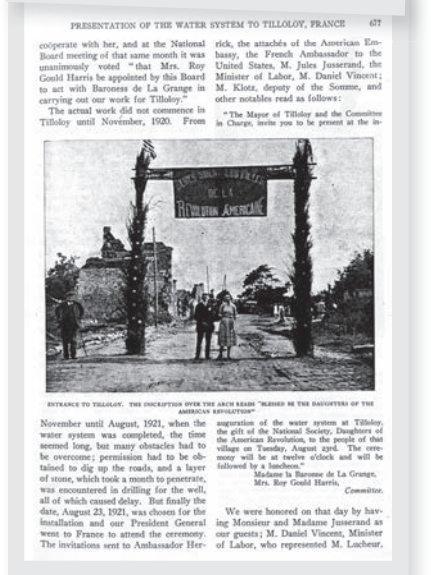 PRESENTATION OF THE WATER SYSTEM TO TILLOLOY, FRANCE 677
coöperate with her, and at the National
Board meeting of that same month it was
unanimously voted "that Mrs. Roy
Gould Harris be appointed by this Board
to act with Baroness de La Grange in
carrying out our work for Tilloloy."
The actual work did not commence in
Tilloloy until November, 1920. From
rick, the attachés of the American Em-
bassy, the French Ambassador to the
United States, M. Jules Jusserand, the
Minister of Labor, M. Daniel Vincent;
M. Klotz, deputy of the Somme, and
other notables read as follows:
"The Mayor of Tilloloy and the Committee
in Charge, invite you to be present at the in-
DE LA
REVOLUTION AMERICAINE
ENTRANCE TO TILLOLOY. THE INSCRIPTION OVER THE ARCH READS "BLESSED BE THE DAUGHTERS OF THE
AMERICAN REVOLUTION"
November until August, 1921, when the
water system was completed, the time
seemed long, but many obstacles had to
be overcome; permission had to be ob-
tained to dig up the roads, and a layer
of stone, which took a month to penetrate,
was encountered in drilling for the well,
all of which caused delay. But finally the
date, August 23, 1921, was chosen for the
installation and our President General
went to France to attend the ceremony.
The invitations sent to Ambassador Her-
auguration of the water system at Tilloloy,
the gift of the National Society, Daughters of
the American Revolution, to the people of that
village on Tuesday, August 23rd. The cere-
mony will be at twelve o'clock and will be
followed by a luncheon."
Madame la Baronne de La Grange,
Mrs. Roy Gould Harris,
Committee.
We were honored on that day by hav-
ing Monsieur and Madame Jusserand as
our guests; M. Daniel Vincent, Minister
of Labor, who represented M. Lucheur,